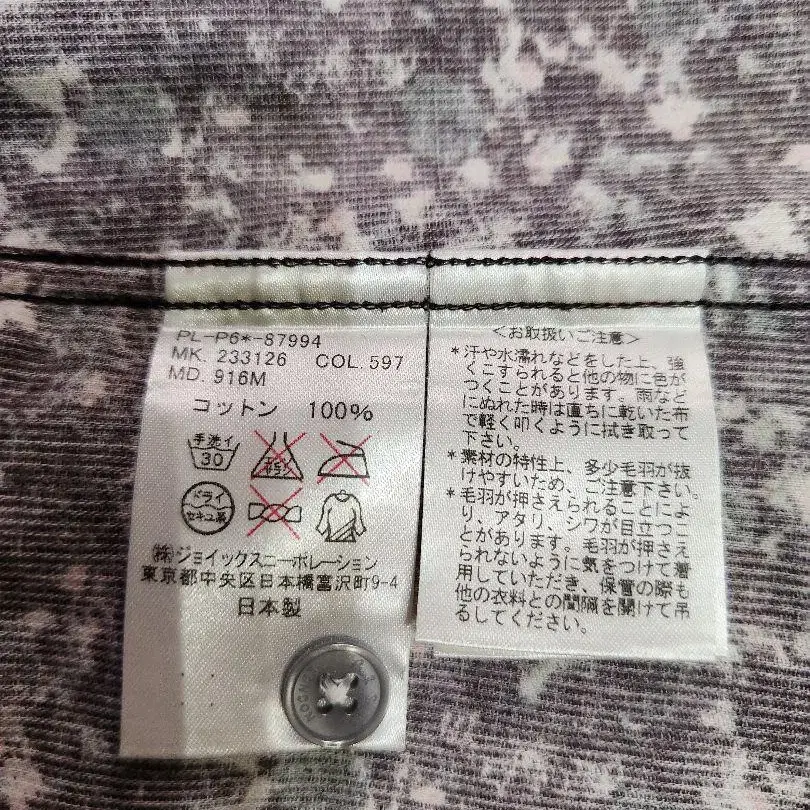 PL-P6*-87994
MK. 233126 COL. 597
MD. 916M
コットン 100%
手洗イ
30
エンソ
サラシ
ドライ
セキユ系
(株)ジョイックスコーポレーション
東京都中央区日本橋富沢町9-4
日本製
<お取扱いご注意>
*汗や水濡れなどをした上、強
くこすられると他の物に色が
つくことがあります。雨など
にぬれた時は直ちに乾いた布
で軽く叩くように拭き取って
下さい。
*素材の特性上、多少毛羽が抜
けやすいため、ご注意下さい。
*毛羽が押さえられることによ
り、アタリ、シワが目立つこ
とがあります。毛羽が押さえ
られないように気をつけて着
用していただき、保管の際も
他の衣料との間隔を開けて吊
るしてください。